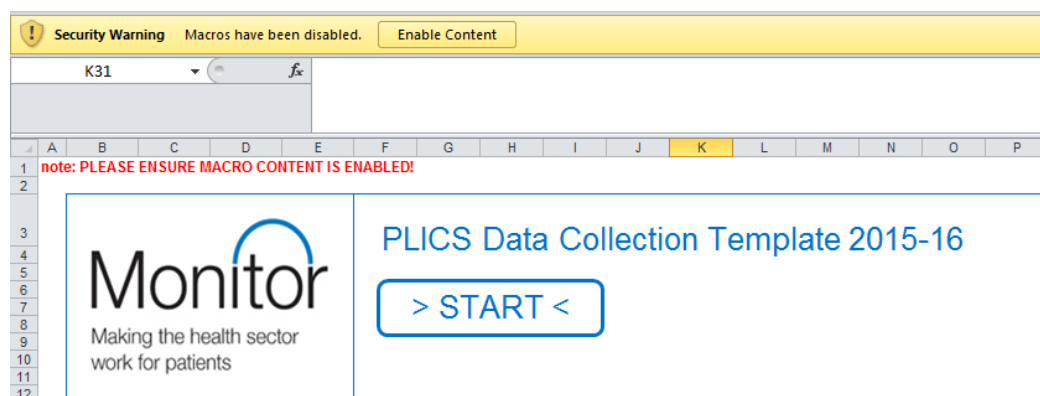 Security Warning Macros have been disabled. Enable Content
K31 fx
A B C D E F G H I J K L M N O P
1 note: PLEASE ENSURE MACRO CONTENT IS ENABLED!
2
3 PLICS Data Collection Template 2015-16
4
5
6 Monitor
7 > START <
8
9 Making the health sector
10 work for patients
11
12